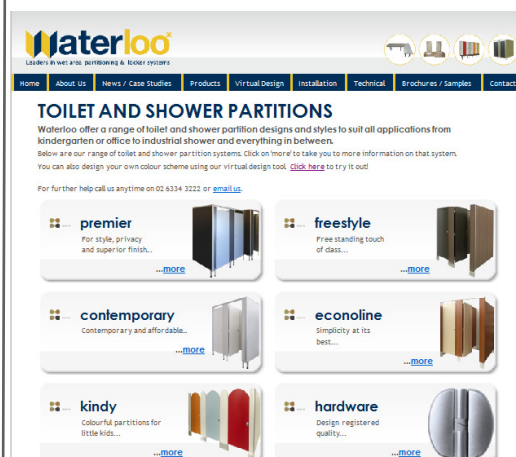 Waterloo
Leaders in wet area partitioning & locker systems
Home About Us News / Case Studies Products Virtual Design Installation Technical Brochures / Samples Contact
TOILET AND SHOWER PARTITIONS
Waterloo offer a range of toilet and shower partition designs and styles to suit all applications from
kindergarten or office to industrial shower and everything in between.
Below are our range of toilet and shower partition systems. Click on 'more' to take you to more information on that system.
You can also design your own colour scheme using our virtual design tool. Click here to try it out!
For further help call us anytime on 02 6334 3222 or email us.
premier
For style, privacy
and superior finish...
...more
freestyle
Free standing touch
of class...
...more
contemporary
Contemporary and affordable..
...more
econoline
Simplicity at its
best....
...more
kindy
Colourful partitions for
little kids...
...more
hardware
Design registered
quality...
...more